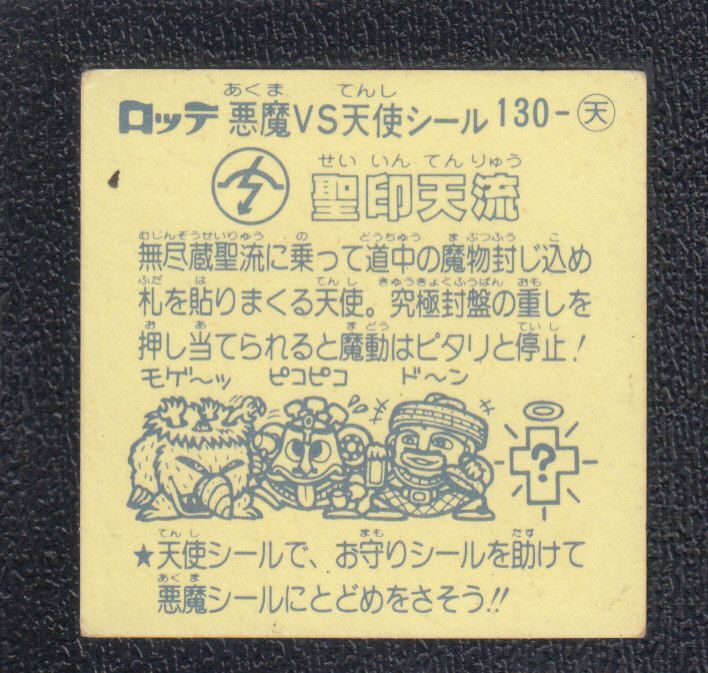 あくま てんし
ロッテ 悪魔VS天使シール 130-天
せいいんてんりゅう
聖印天流
むじんぞうせいりゅう の どうちゅう まぶつふう こ
無尽蔵聖流に乗って道中の魔物封じ込め
ふだ は てんし きゅうきょくふうばん おも
札を貼りまくる天使。究極封盤の重しを
お あ まどう ていし
押し当てられると魔動はピタリと停止!
モゲ〜ッ ピコピコ ド〜ン
?
てんし まも たす
★天使シールで、お守りシールを助けて
あくま
悪魔シールにとどめをさそう!!